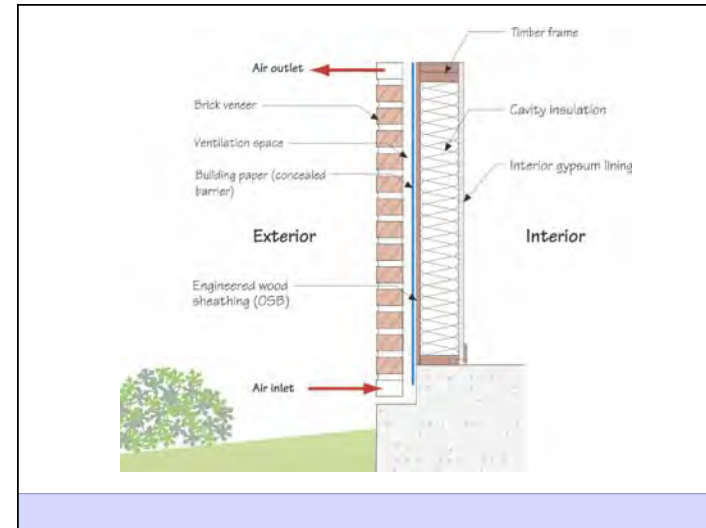 Timber frame
Air outlet
Brick veneer
Cavity insulation
Ventilation space
Interior gypsum lining
Building paper (concealed
barrier)
Exterior
Interior
Engineered wood
sheathing (OSB)
Air inlet